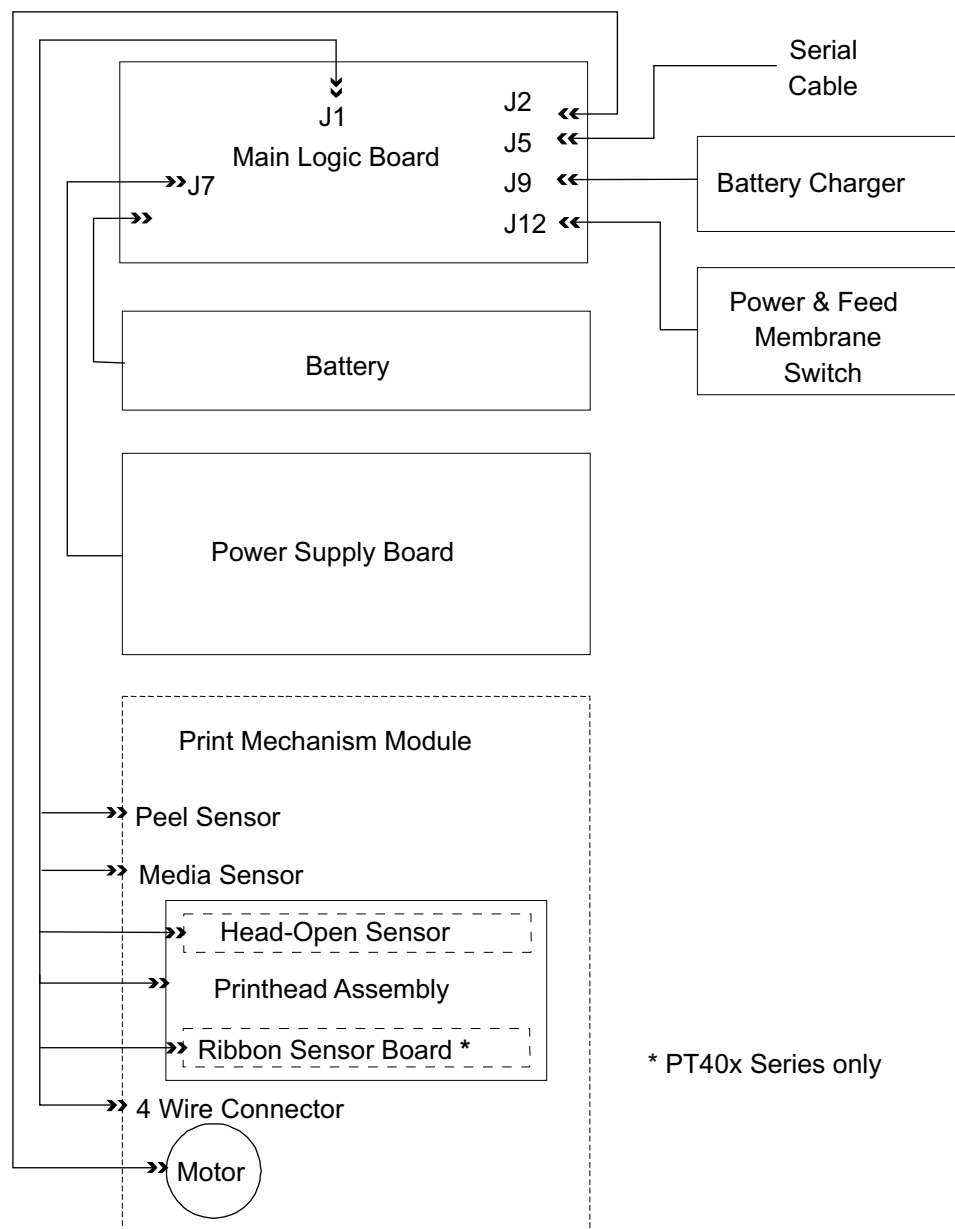 Serial
Cable
J1
J2
J5
Main Logic Board
J7
J9
J12
Battery Charger
Power & Feed
Membrane
Switch
Battery
Power Supply Board
Print Mechanism Module
Peel Sensor
Media Sensor
Head-Open Sensor
Printhead Assembly
Ribbon Sensor Board *
* PT40x Series only
4 Wire Connector
Motor